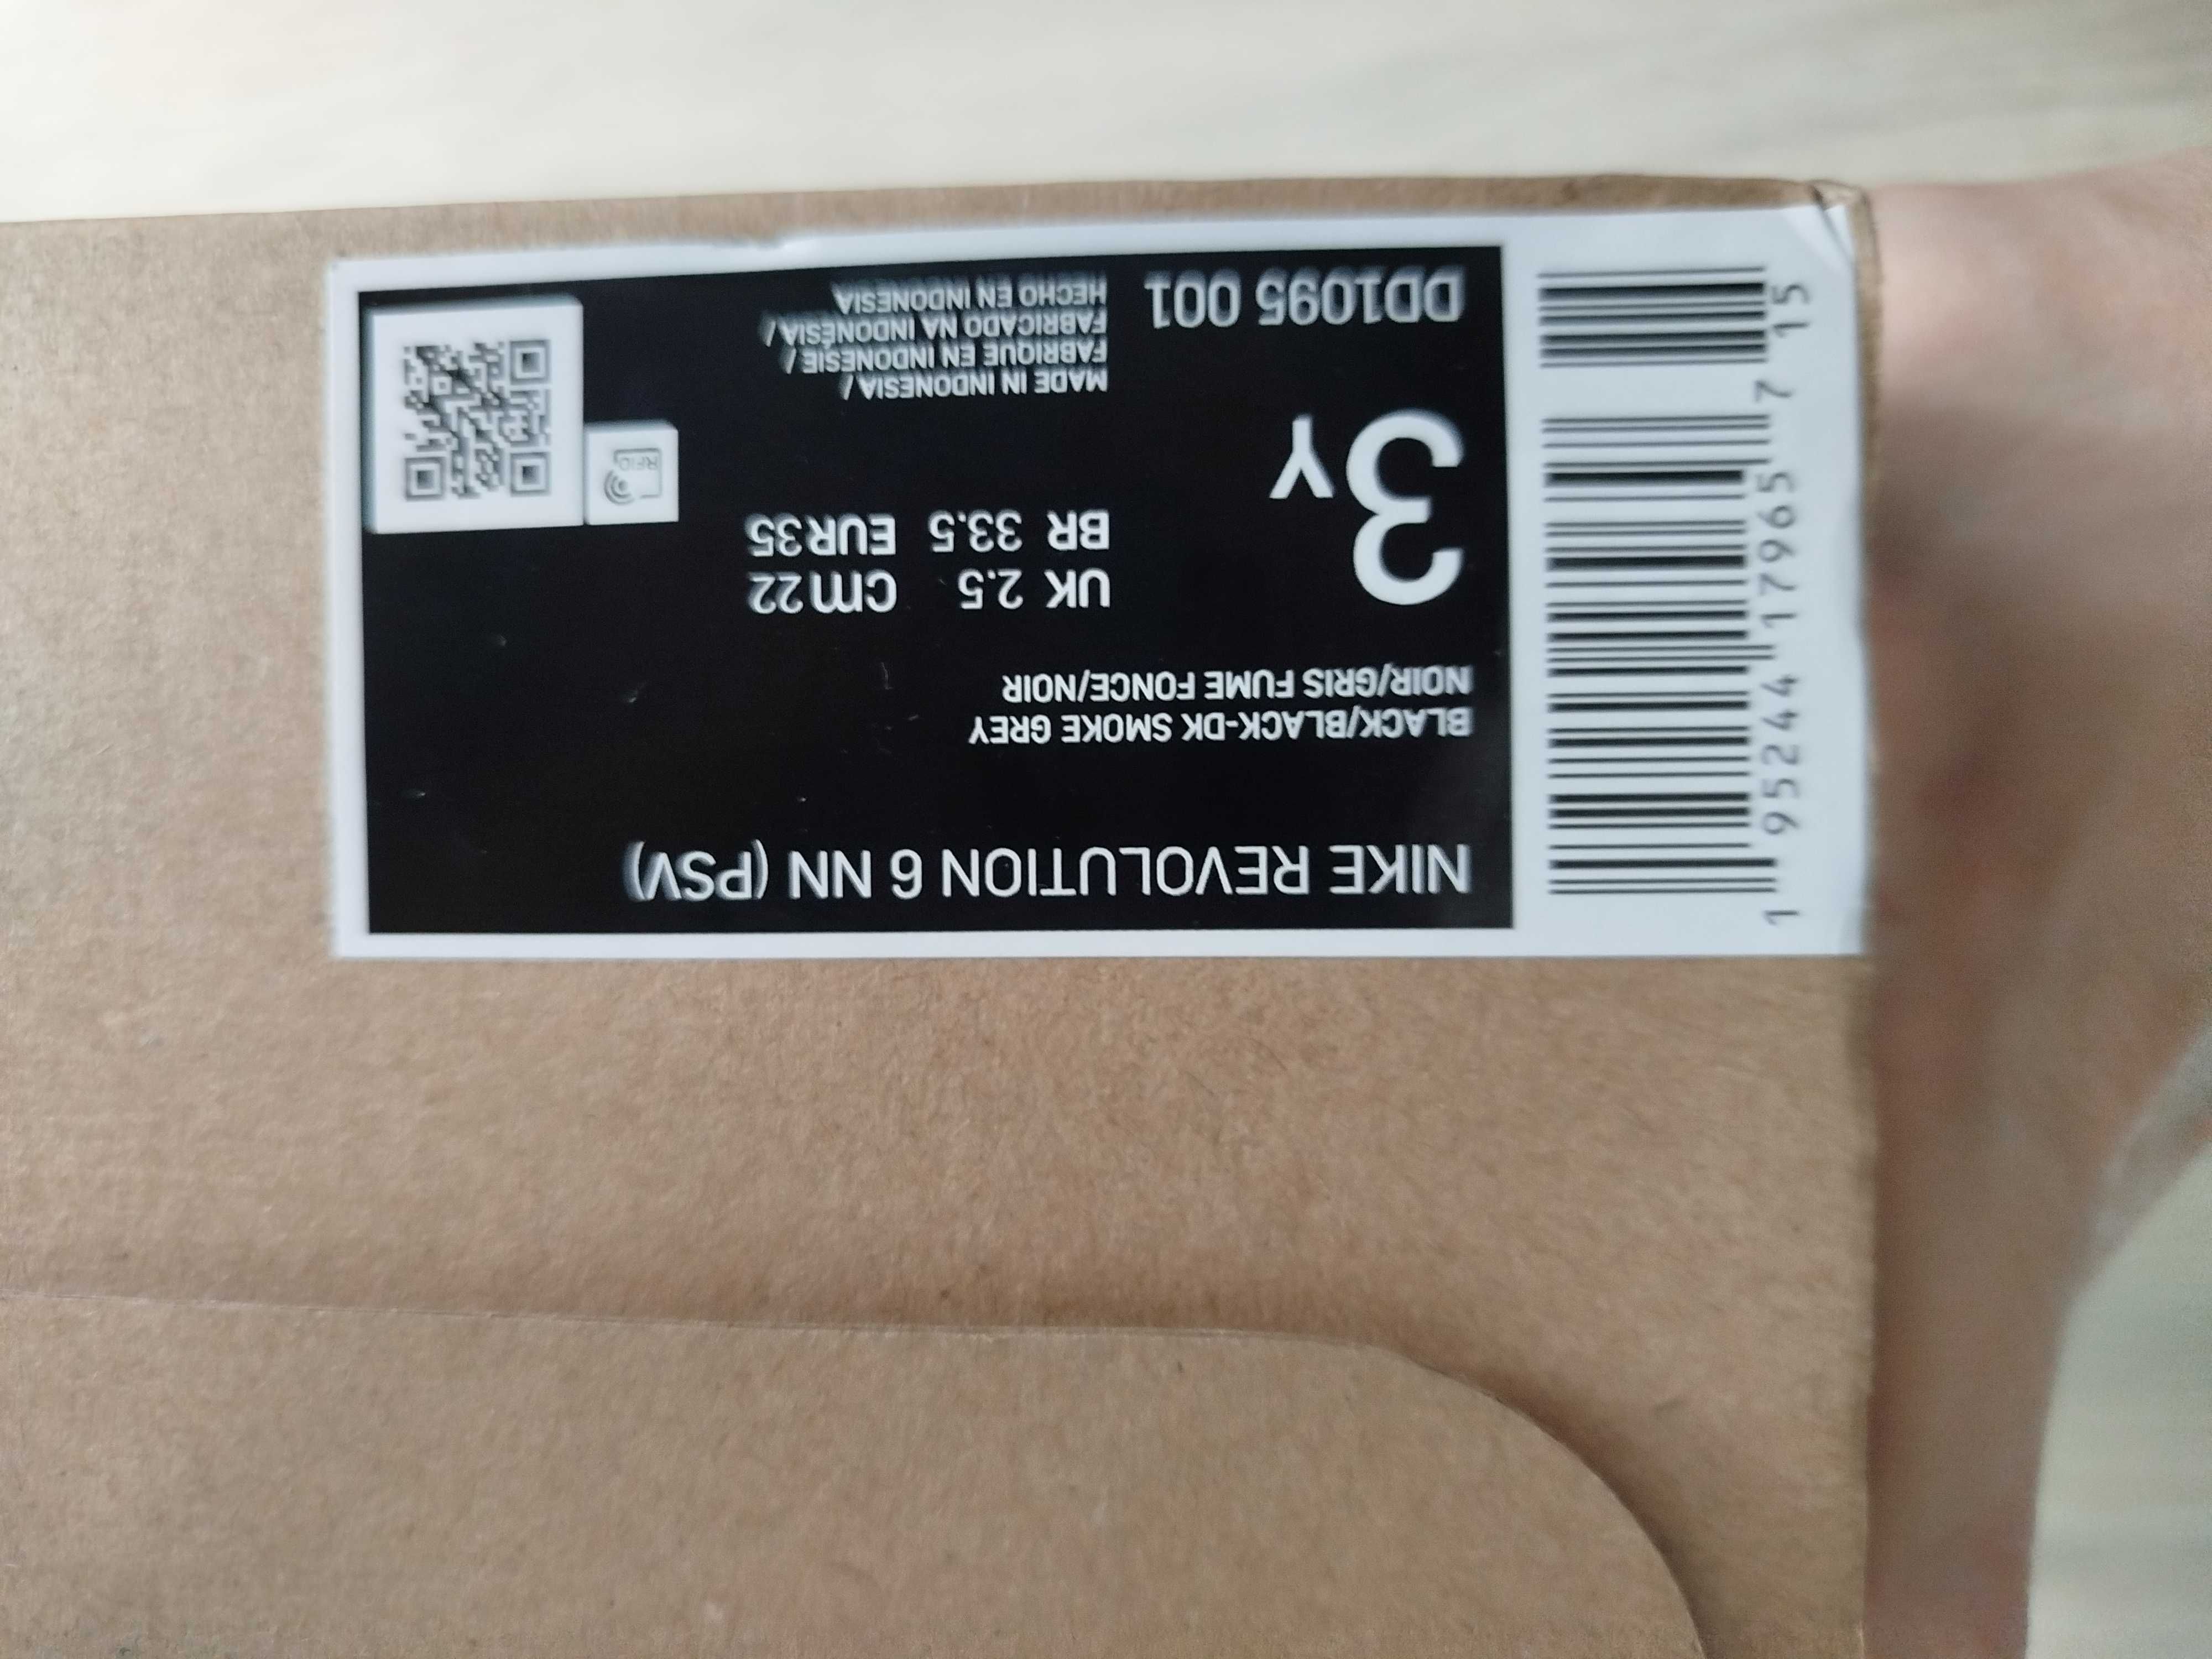 NIKE REVOLUTION 6 NN (PSV)
BLACK/BLACK-DK SMOKE GREY
NOIR/GRIS FUME FONCE/NOIR
3Y
UK 2.5 cm 22
BR 33.5 EUR 35
MADE IN INDONESIA /
FABRIQUE EN INDONESIE /
FABRICADO NA INDONÉSIA /
HECHO EN INDONESIA
DD1095 001
RFID
1 95244 17965 7 15